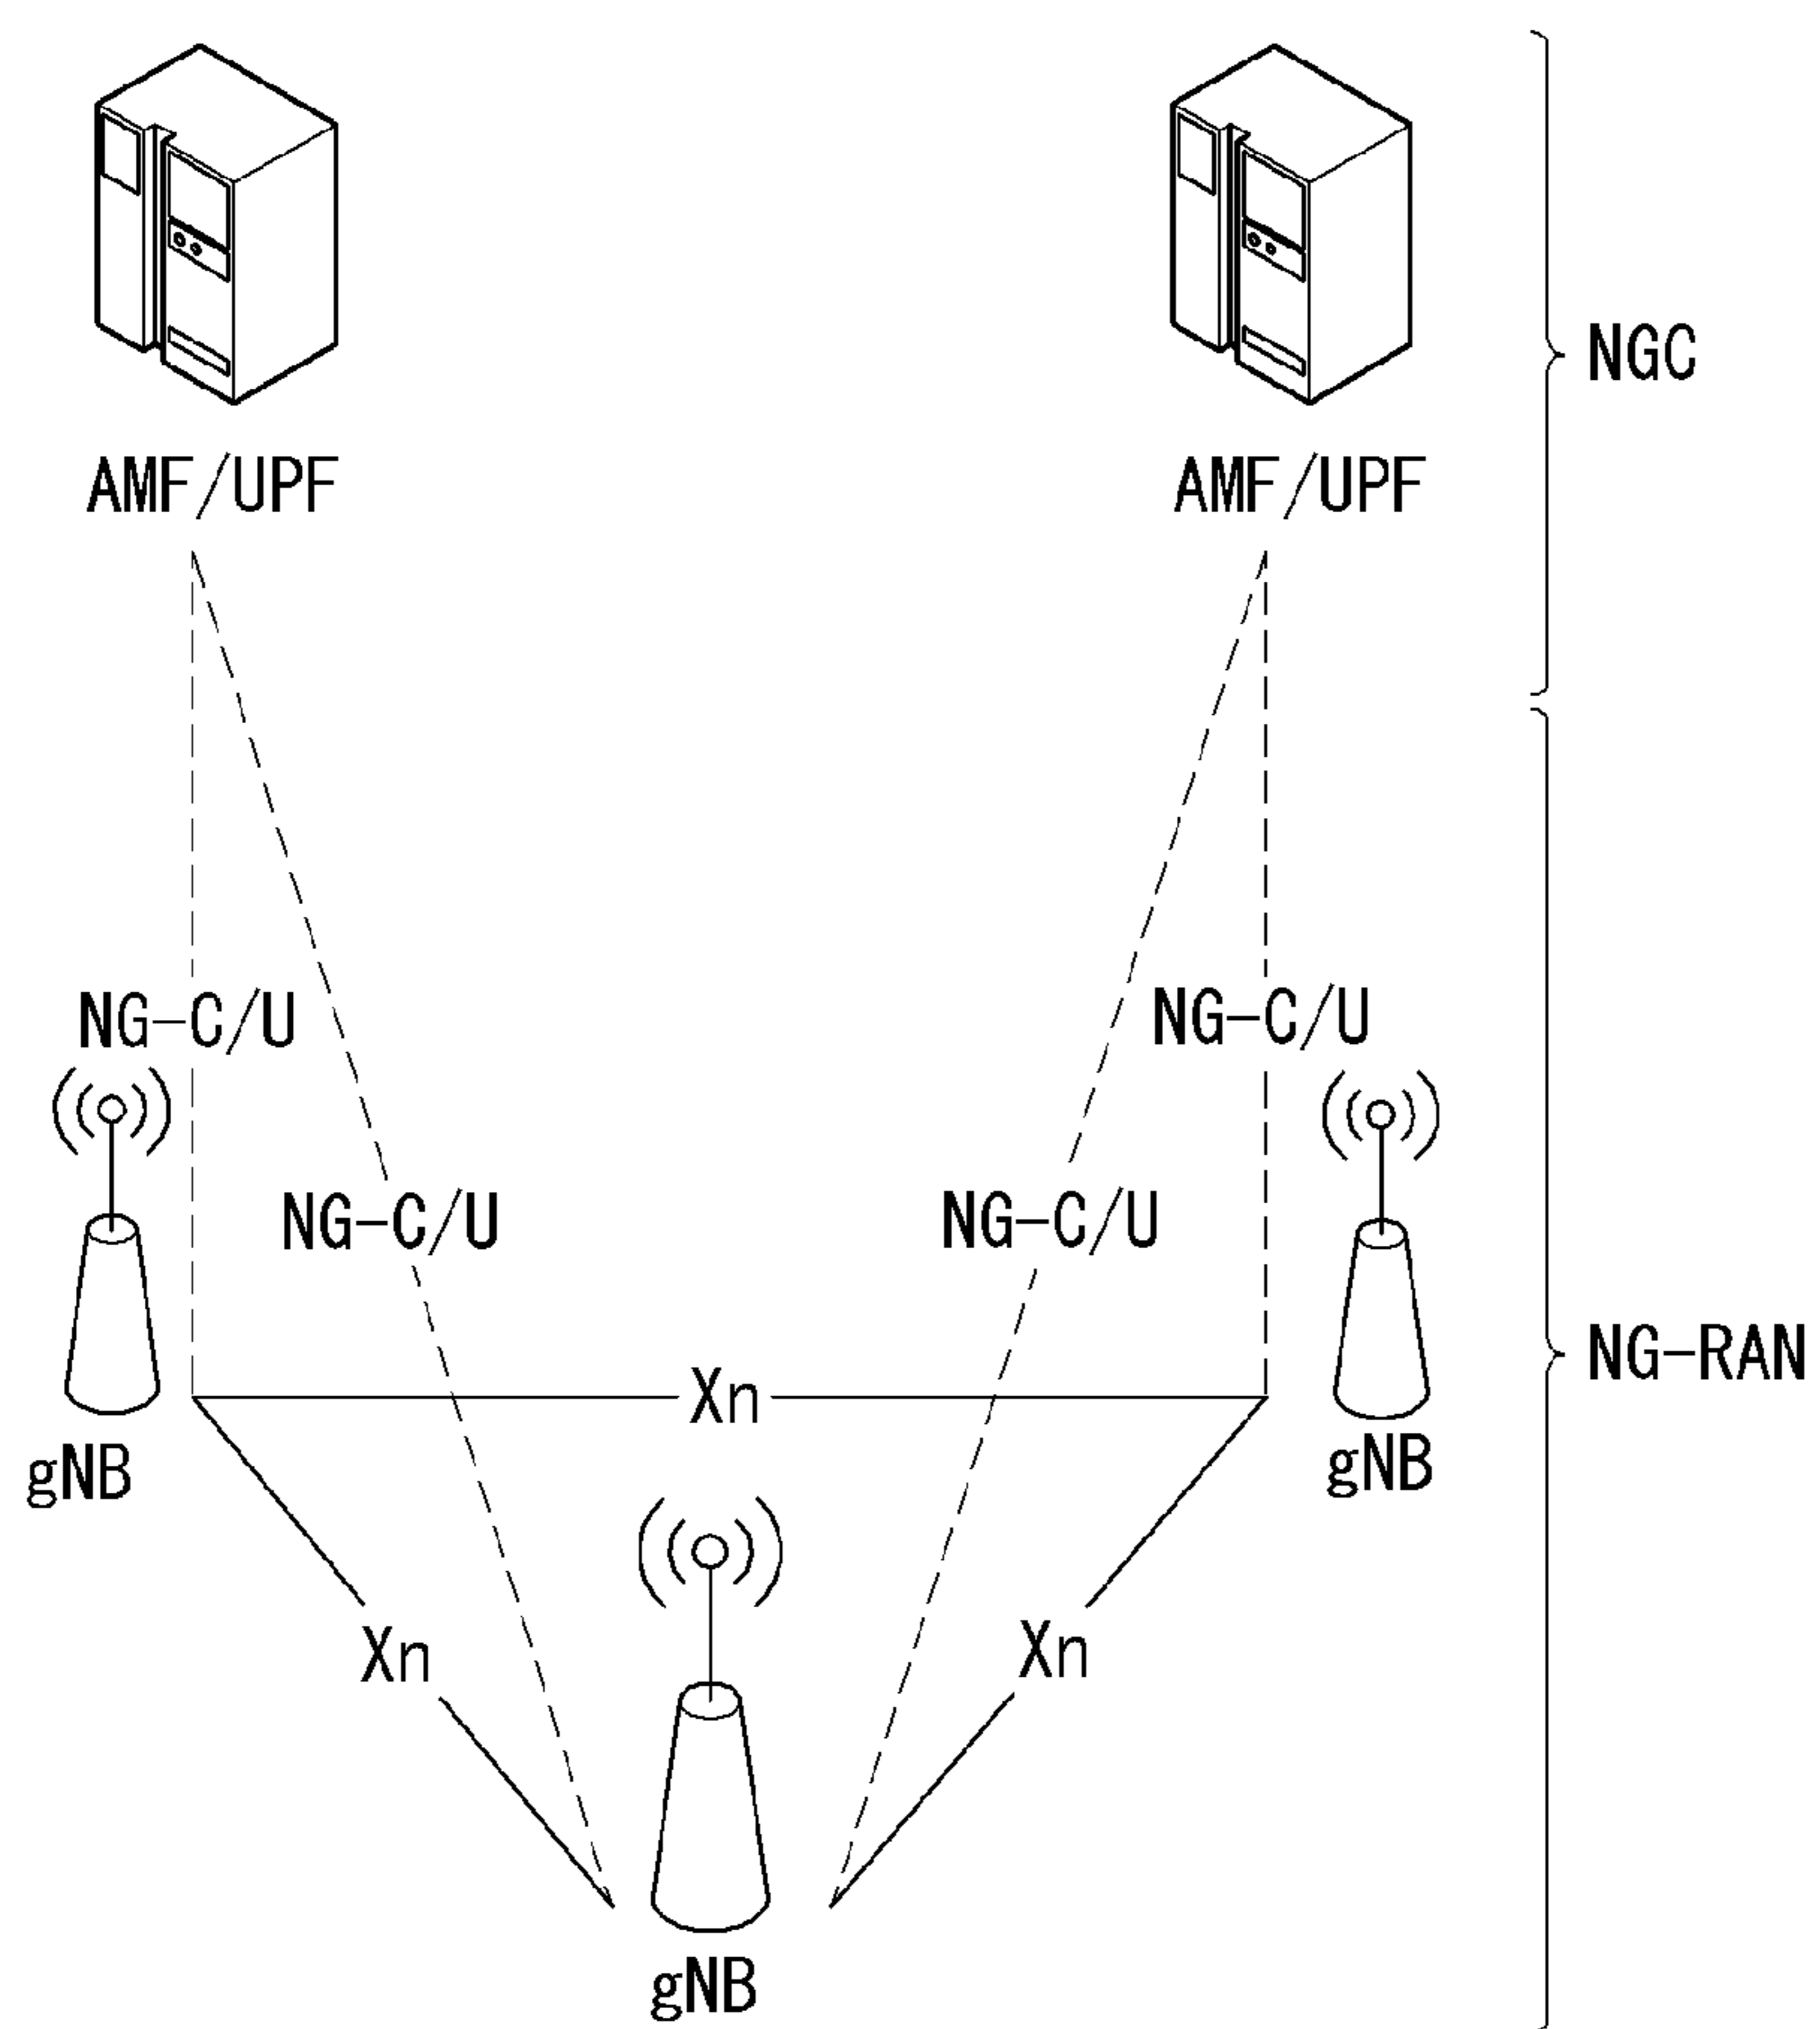 NGC
AMF/UPF
AMF/UPF
NG-C/U
NG-C/U
NG-C/U
NG-C/U
NG-RAN
Xn
gNB
gNB
Xn
Xn
gNB